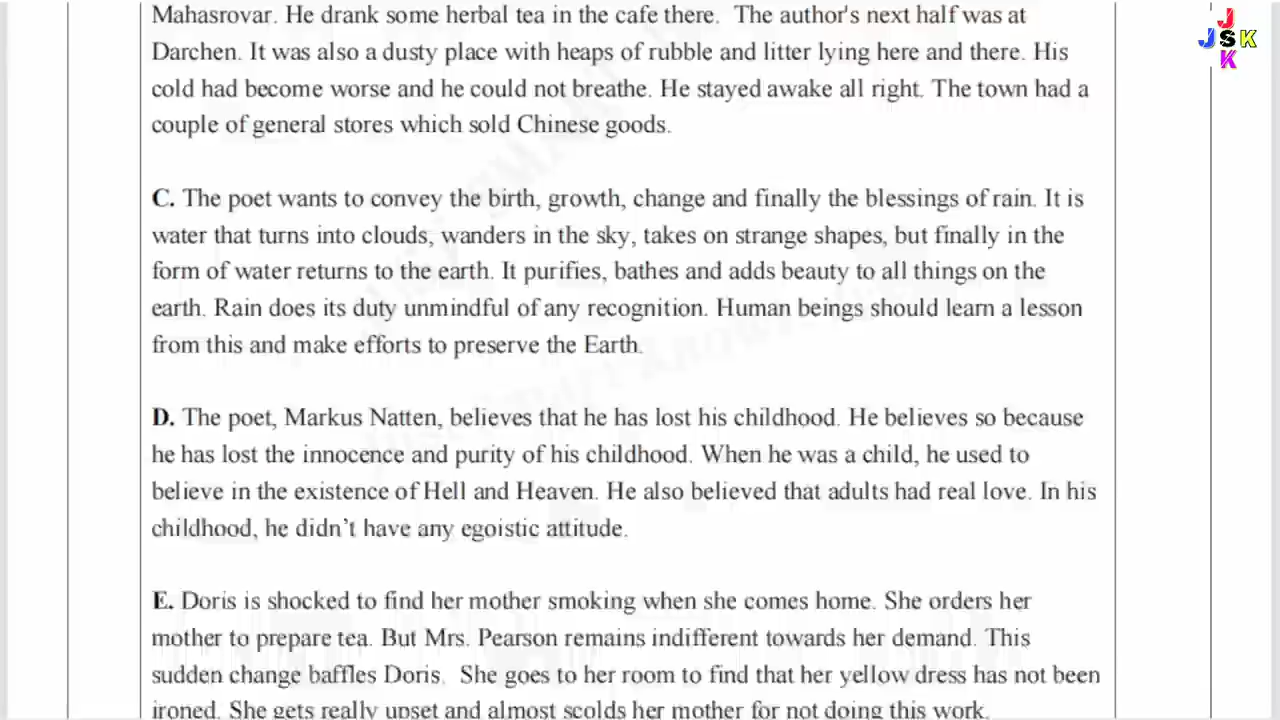 Mahasrovar. He drank some herbal tea in the cafe there. The author's next half was at
Darchen. It was also a dusty place with heaps of rubble and litter lying here and there. His
cold had become worse and he could not breathe. He stayed awake all right. The town had a
couple of general stores which sold Chinese goods.
C. The poet wants to convey the birth, growth, change and finally the blessings of rain. It is
water that turns into clouds, wanders in the sky, takes on strange shapes, but finally in the
form of water returns to the earth. It purifies, bathes and adds beauty to all things on the
earth. Rain does its duty unmindful of any recognition. Human beings should learn a lesson
from this and make efforts to preserve the Earth.
D. The poet, Markus Natten, believes that he has lost his childhood. He believes so because
he has lost the innocence and purity of his childhood. When he was a child, he used to
believe in the existence of Hell and Heaven. He also believed that adults had real love. In his
childhood, he didn't have any egoistic attitude.
E. Doris is shocked to find her mother smoking when she comes home. She orders her
mother to prepare tea. But Mrs. Pearson remains indifferent towards her demand. This
sudden change baffles Doris. She goes to her room to find that her yellow dress has not been
ironed. She gets really upset and almost scolds her mother for not doing this work.
J
JSK
K